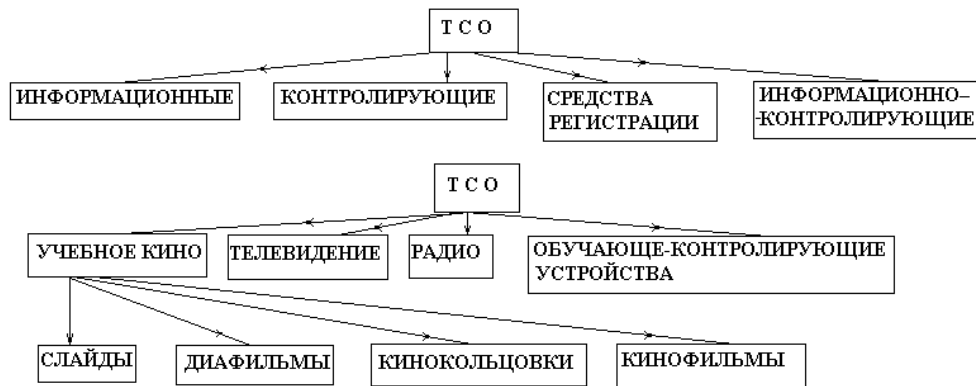 Т С О
ИНФОРМАЦИОННЫЕ
КОНТРОЛИРУЮЩИЕ
СРЕДСТВА
РЕГИСТРАЦИИ
ИНФОРМАЦИОННО–
-КОНТРОЛИРУЮЩИЕ
Т С О
УЧЕБНОЕ КИНО
ТЕЛЕВИДЕНИЕ
РАДИО
ОБУЧАЮЩЕ-КОНТРОЛИРУЮЩИЕ
УСТРОЙСТВА
СЛАЙДЫ
ДИАФИЛЬМЫ
КИНОКОЛЬЦОВКИ
КИНОФИЛЬМЫ